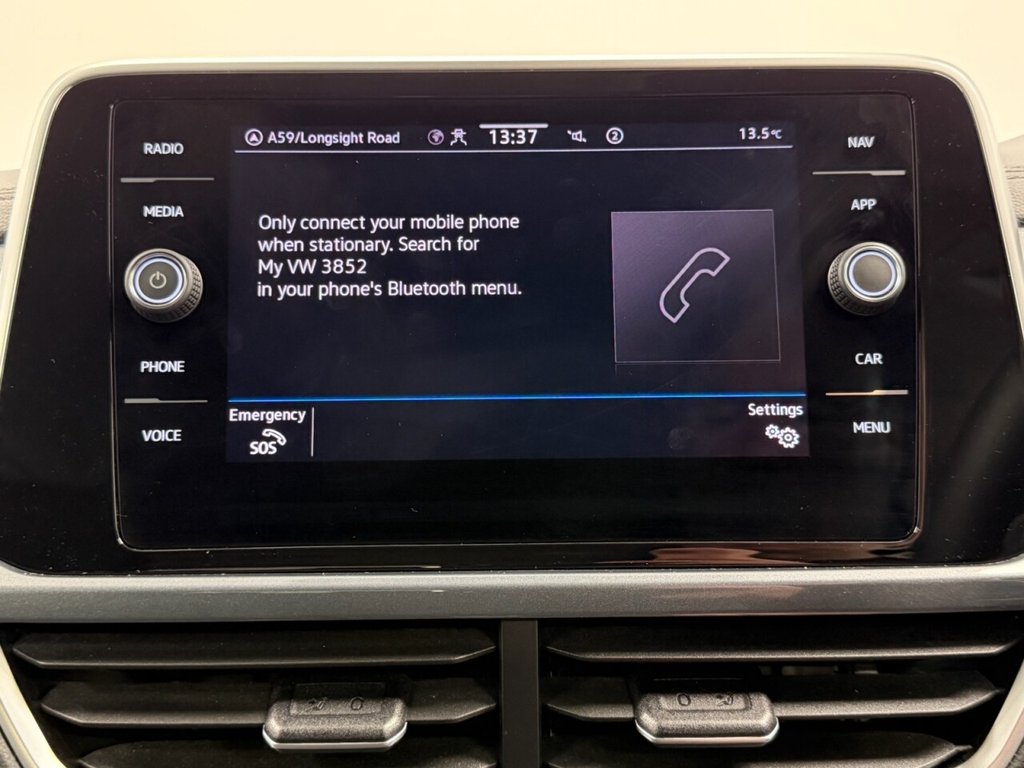 RADIO
MEDIA
PHONE
VOICE
A59/Longsight Road 13:37 2 13.5°C
Only connect your mobile phone
when stationary. Search for
My VW 3852
in your phone's Bluetooth menu.
Emergency
SOS
Settings
NAV
APP
CAR
MENU